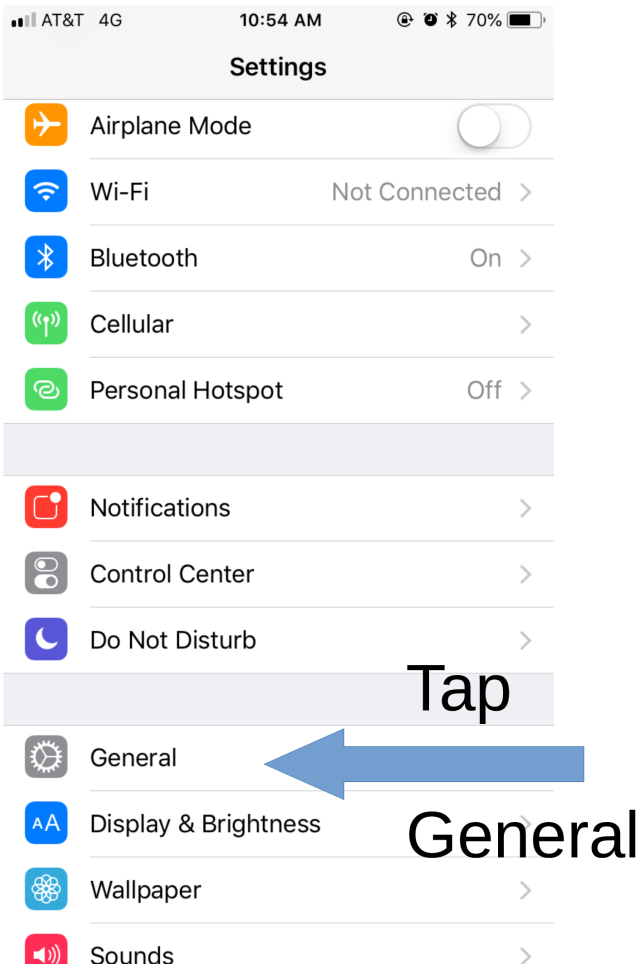 AT&T 4G 10:54 AM 70%
Settings
Airplane Mode
Wi-Fi Not Connected
Bluetooth On
Cellular
Personal Hotspot Off
Notifications
Control Center
Do Not Disturb
Tap
General
AA Display & Brightness
General
Wallpaper
Sounds